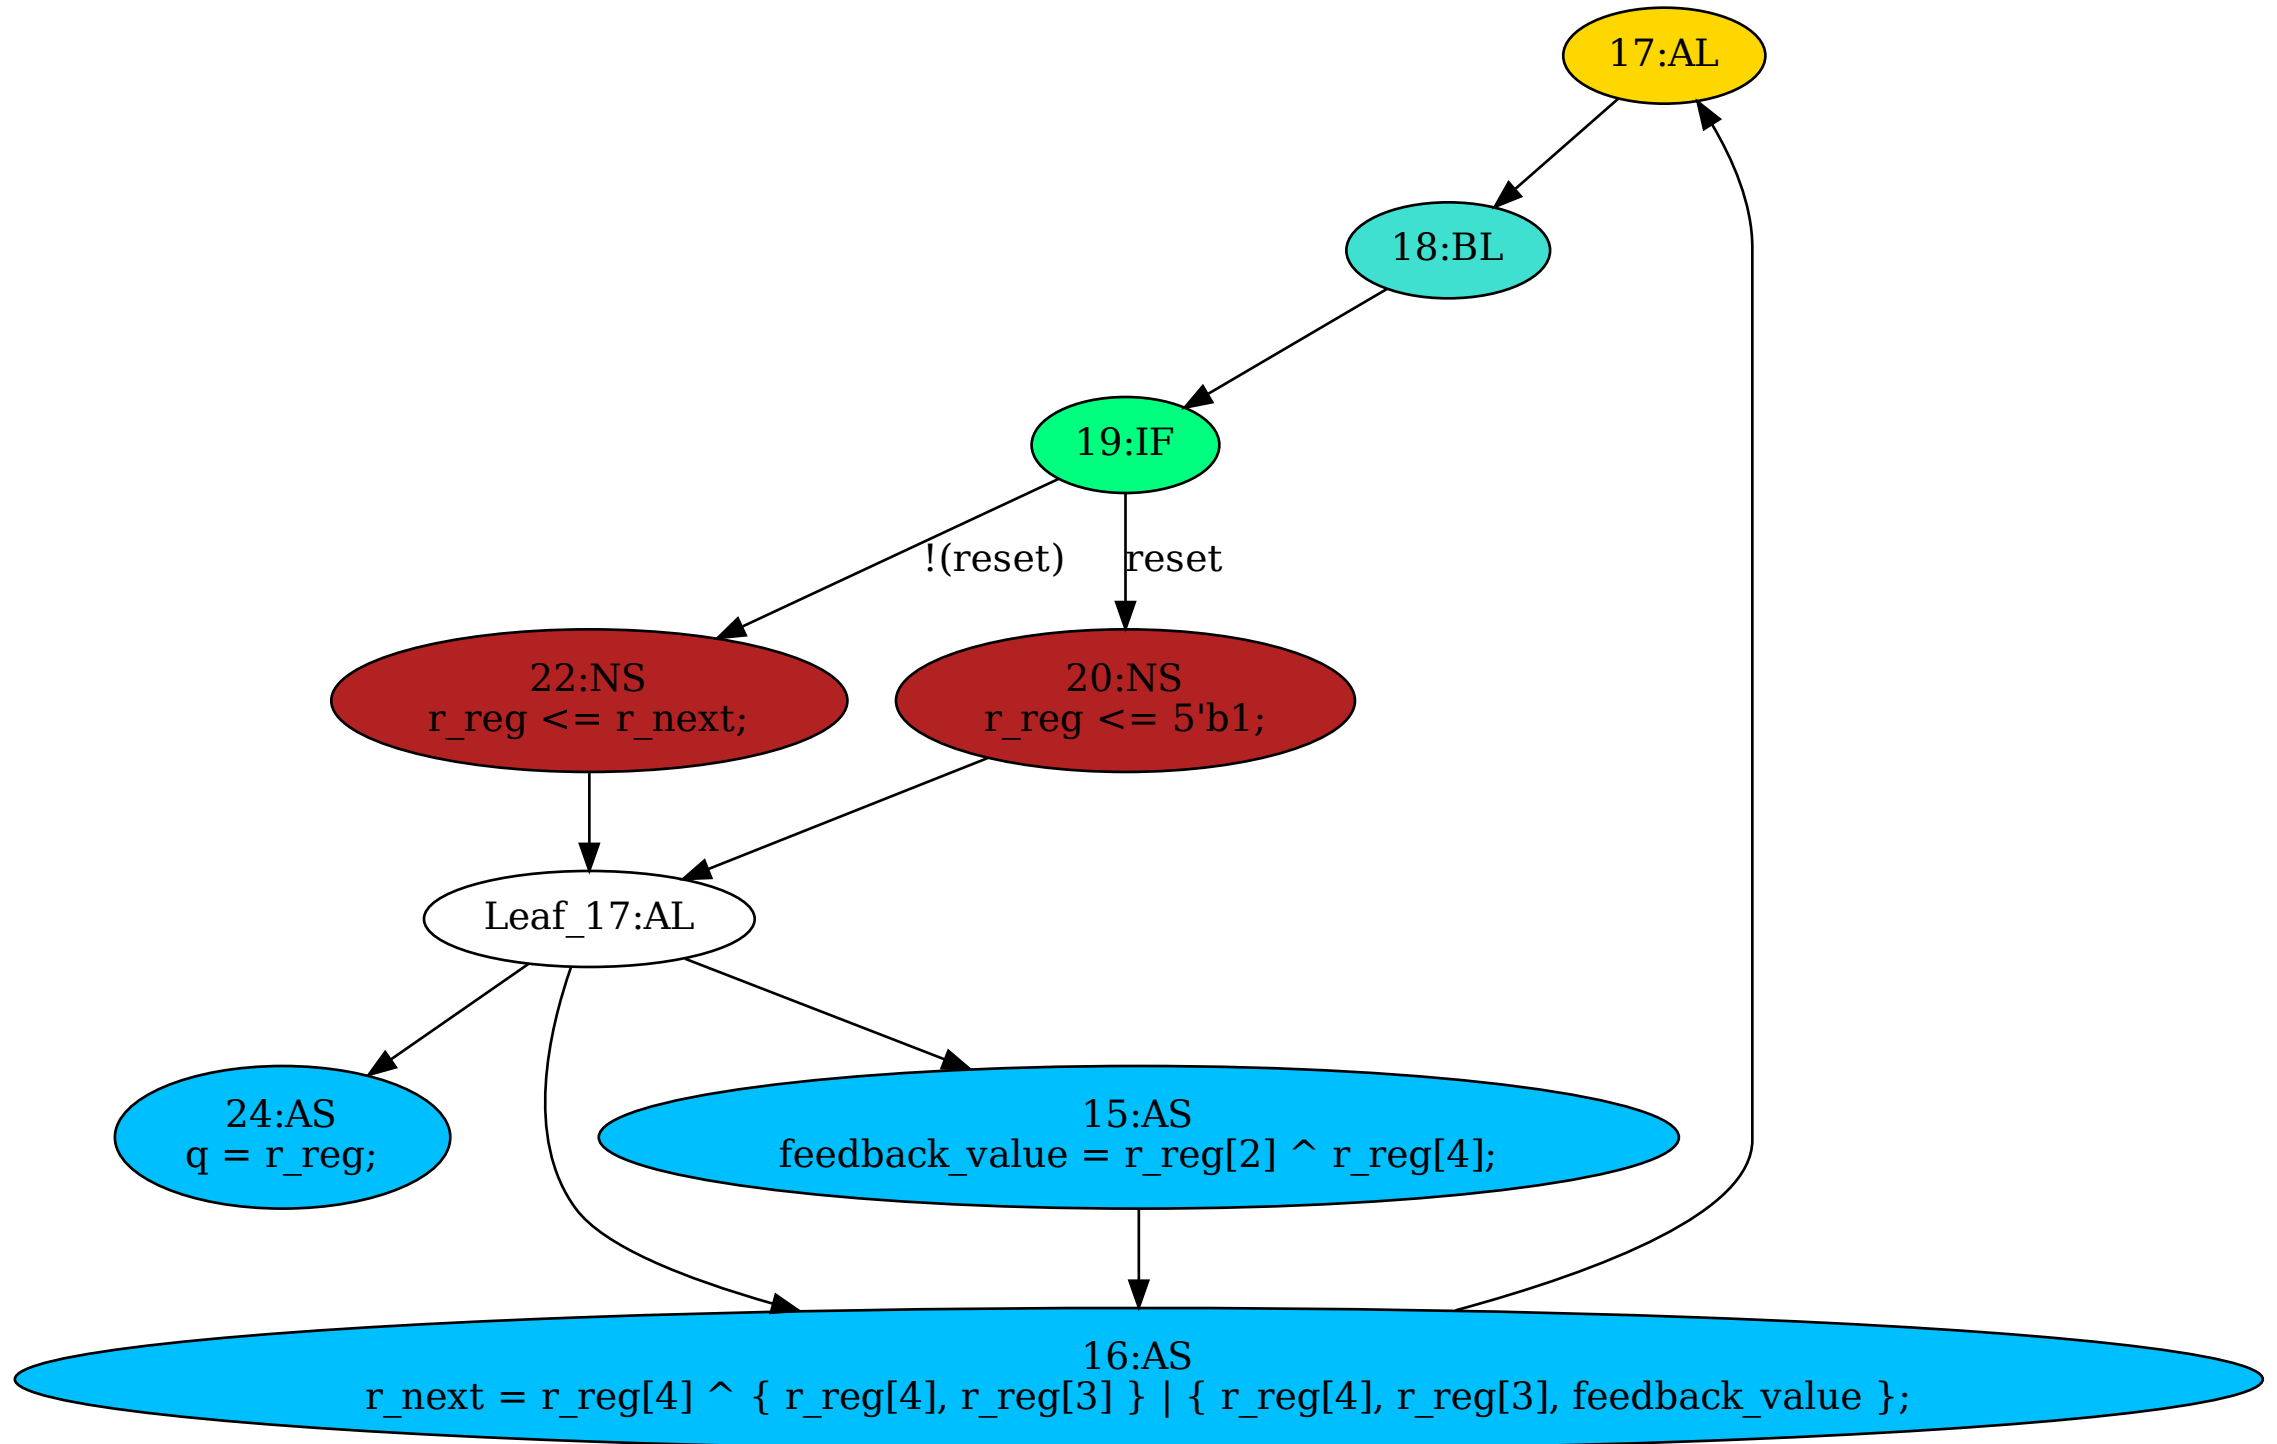 17:AL
18:BL
19:IF
!(reset)
reset
22:NS
r_reg <= r_next;
20:NS
r_reg <= 5'b1;
Leaf_17:AL
24:AS
q = r_reg;
15:AS
feedback_value = r_reg[2] ^ r_reg[4];
16:AS
r_next = r_reg[4] ^ { r_reg[4], r_reg[3] } | { r_reg[4], r_reg[3], feedback_value };